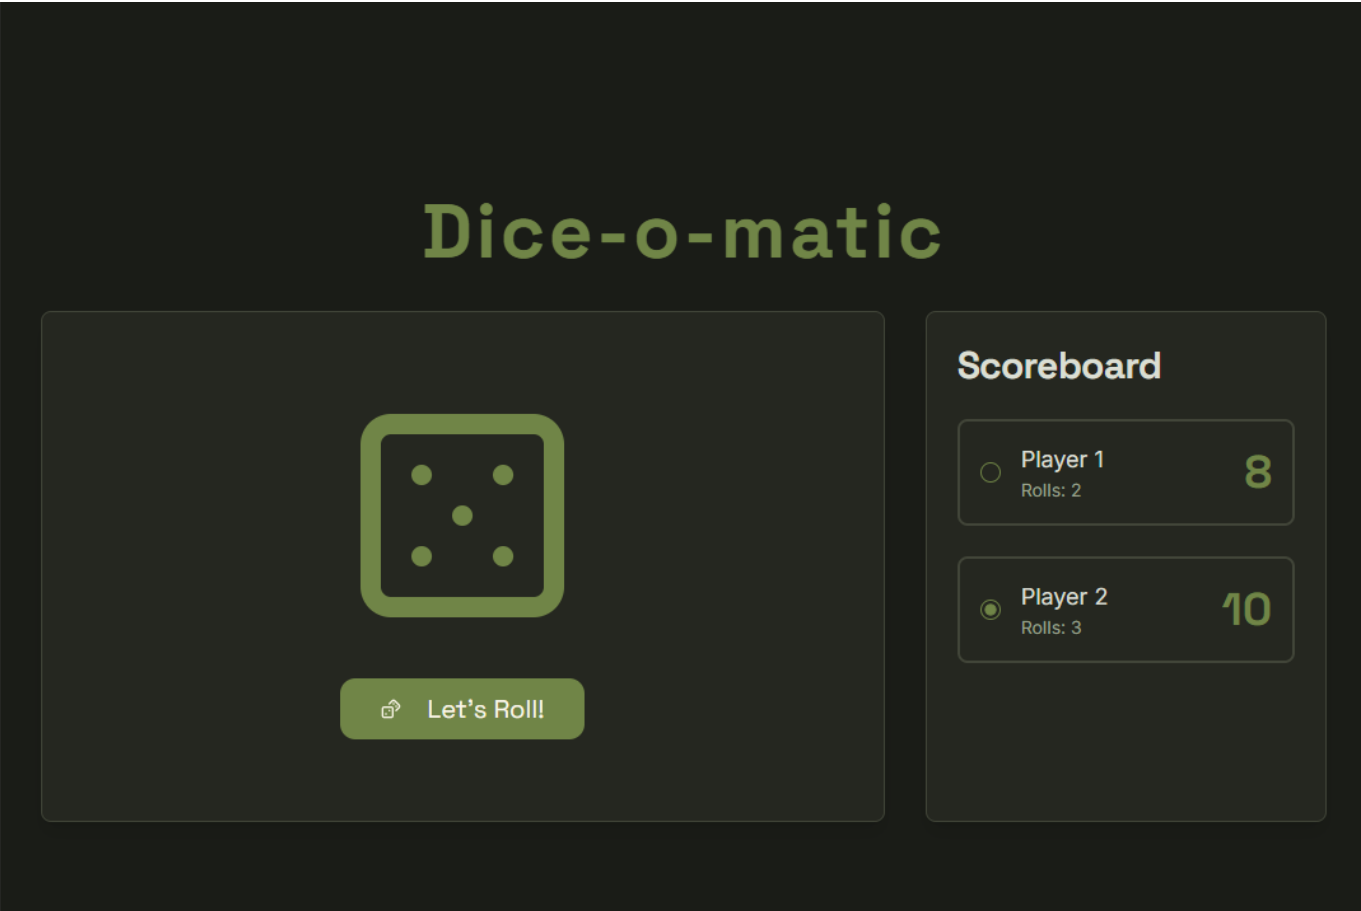 Dice-o-matic
Let's Roll!
Scoreboard
Player 1
Rolls: 2
8
Player 2
Rolls: 3
10